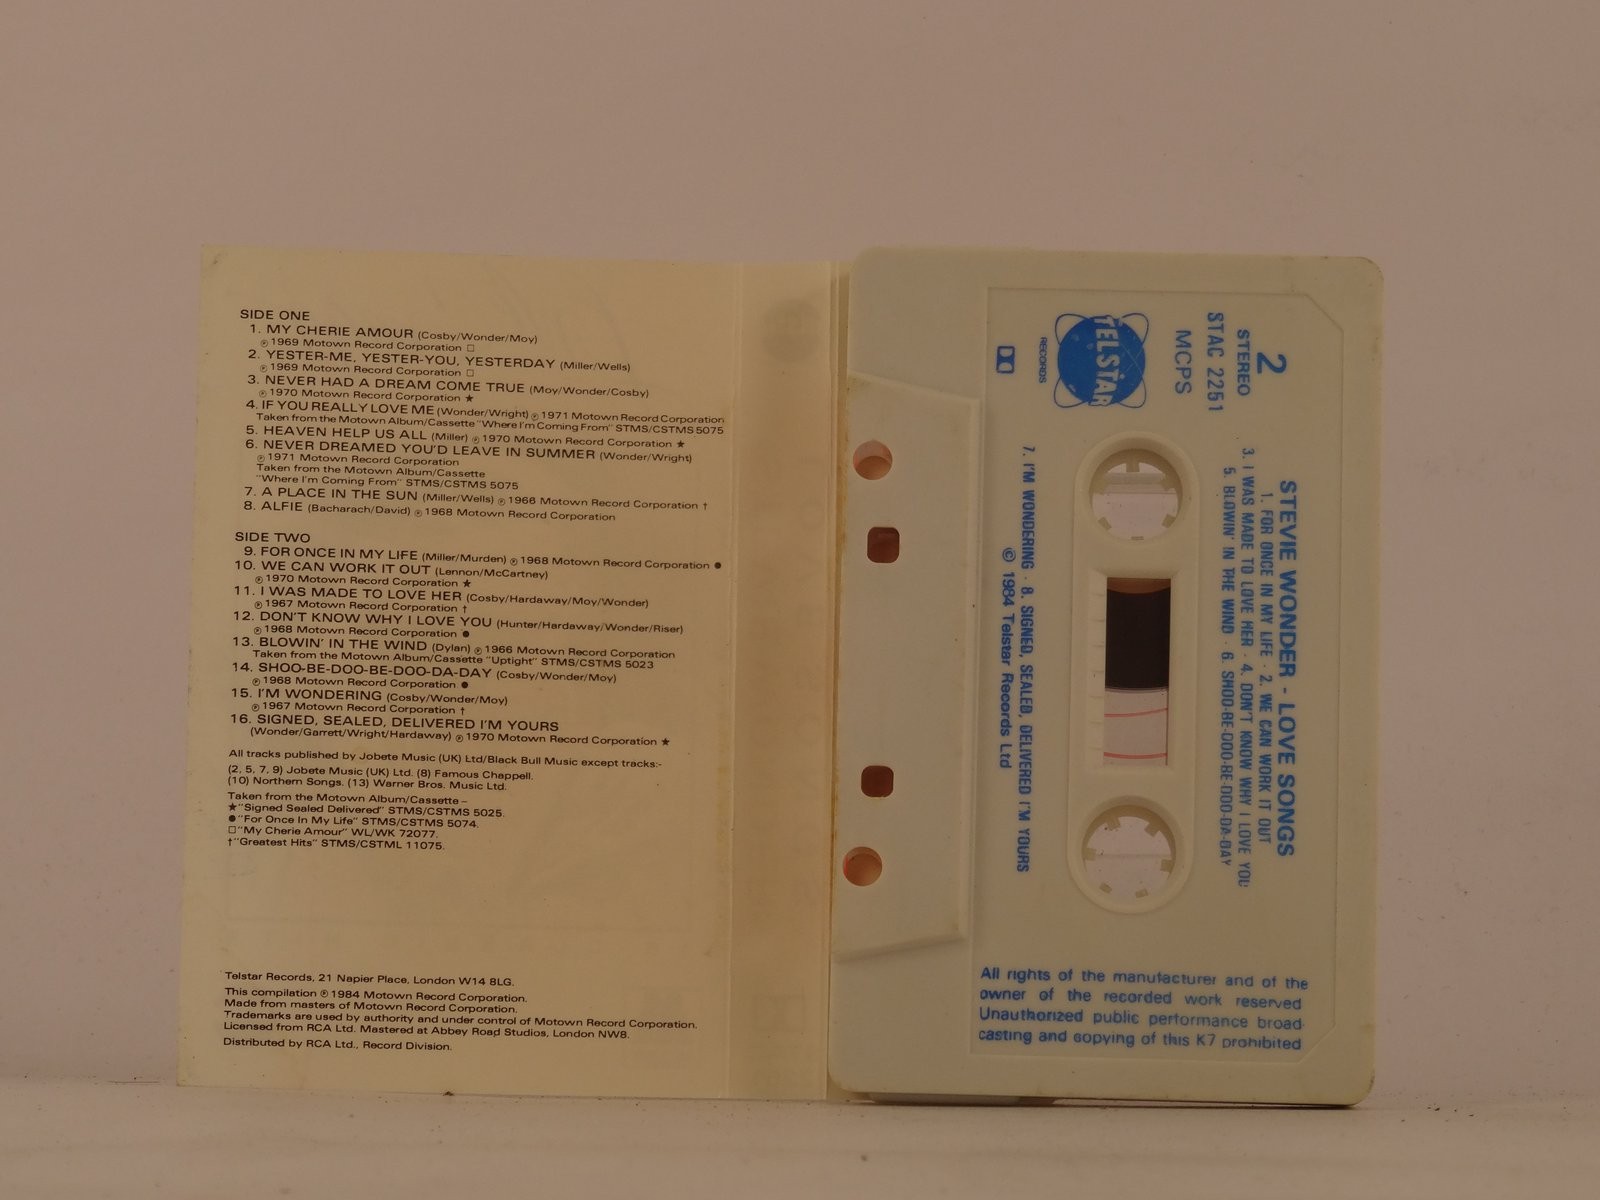 SIDE ONE
1. MY CHERIE AMOUR (Cosby/Wonder/Moy)
℗ 1969 Motown Record Corporation □
2. YESTER-ME, YESTER-YOU, YESTERDAY (Miller/Wells)
℗ 1969 Motown Record Corporation □
3. NEVER HAD A DREAM COME TRUE (Moy/Wonder/Cosby)
℗ 1970 Motown Record Corporation ★
4. IF YOU REALLY LOVE ME (Wonder/Wright) ℗ 1971 Motown Record Corporation
Taken from the Motown Album/Cassette "Where I'm Coming From" STMS/CSTMS 5075
5. HEAVEN HELP US ALL (Miller) ℗ 1970 Motown Record Corporation ★
6. NEVER DREAMED YOU'D LEAVE IN SUMMER (Wonder/Wright)
℗ 1971 Motown Record Corporation
Taken from the Motown Album/Cassette
"Where I'm Coming From" STMS/CSTMS 5075
7. A PLACE IN THE SUN (Miller/Wells) ℗ 1966 Motown Record Corporation †
8. ALFIE (Bacharach/David) ℗ 1968 Motown Record Corporation
SIDE TWO
9. FOR ONCE IN MY LIFE (Miller/Murden) ℗ 1968 Motown Record Corporation ●
10. WE CAN WORK IT OUT (Lennon/McCartney)
℗ 1970 Motown Record Corporation ★
11. I WAS MADE TO LOVE HER (Cosby/Hardaway/Moy/Wonder)
℗ 1967 Motown Record Corporation †
12. DON'T KNOW WHY I LOVE YOU (Hunter/Hardaway/Wonder/Riser)
℗ 1968 Motown Record Corporation ●
13. BLOWIN' IN THE WIND (Dylan) ℗ 1966 Motown Record Corporation
Taken from the Motown Album/Cassette "Uptight" STMS/CSTMS 5023
14. SHOO-BE-DOO-BE-DOO-DA-DAY (Cosby/Wonder/Moy)
℗ 1968 Motown Record Corporation. ●
15. I'M WONDERING (Cosby/Wonder/Moy)
℗ 1967 Motown Record Corporation †
16. SIGNED, SEALED, DELIVERED I'M YOURS
(Wonder/Garrett/Wright/Hardaway) ℗ 1970 Motown Record Corporation ★
All tracks published by Jobete Music (UK) Ltd/Black Bull Music except tracks:-
(2, 5, 7, 9) Jobete Music (UK) Ltd. (8) Famous Chappell.
(10) Northern Songs. (13) Warner Bros. Music Ltd.
Taken from the Motown Album/Cassette –
★"Signed Sealed Delivered" STMS/CSTMS 5025.
●"For Once In My Life" STMS/CSTMS 5074.
□"My Cherie Amour" WL/WK 72077.
†"Greatest Hits" STMS/CSTML 11075.
Telstar Records, 21 Napier Place, London W14 8LG.
This compilation ℗ 1984 Motown Record Corporation.
Made from masters of Motown Record Corporation.
Trademarks are used by authority and under control of Motown Record Corporation.
Licensed from RCA Ltd. Mastered at Abbey Road Studios, London NW8.
Distributed by RCA Ltd., Record Division.
2
STEREO
STAC 2251
MCPS
TELSTAR
RECORDS
STEVIE WONDER - LOVE SONGS
1. FOR ONCE IN MY LIFE · 2. WE CAN WORK IT OUT
3. I WAS MADE TO LOVE HER · 4. DON'T KNOW WHY I LOVE YOU
5. BLOWIN' IN THE WIND · 6. SHOO-BE-DOO-BE-DOO-DA-DAY
7. I'M WONDERING · 8. SIGNED, SEALED, DELIVERED I'M YOURS
© 1984 Telstar Records Ltd
All rights of the manufacturer and of the
owner of the recorded work reserved
Unauthorized public performance broad-
casting and copying of this K7 prohibited